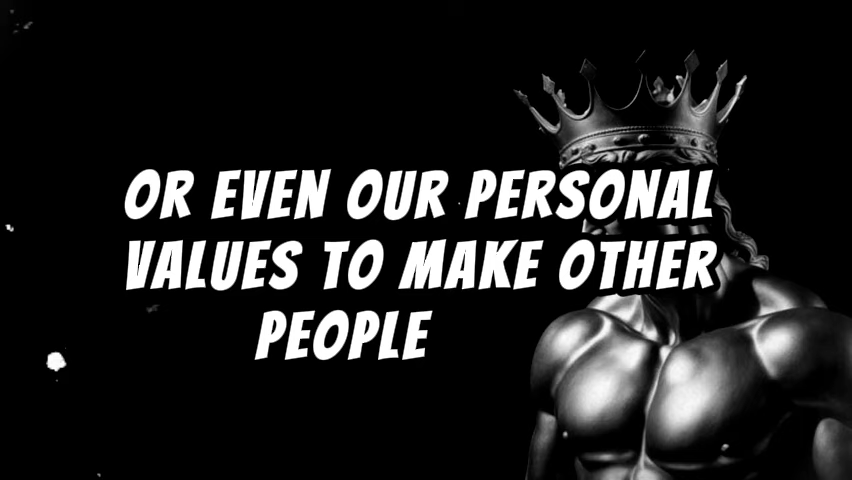 OR EVEN OUR PERSONAL
VALUES TO MAKE OTHER
PEOPLE